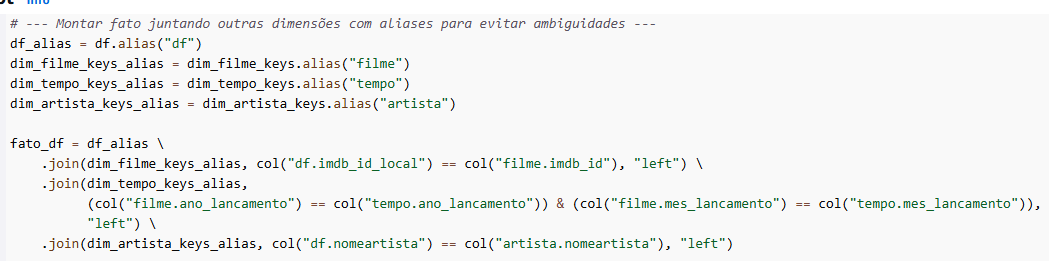 # --- Montar fato juntando outras dimensões com aliases para evitar ambiguidades ---
df_alias = df.alias("df")
dim_filme_keys_alias = dim_filme_keys.alias("filme")
dim_tempo_keys_alias = dim_tempo_keys.alias("tempo")
dim_artista_keys_alias = dim_artista_keys.alias("artista")

fato_df = df_alias \
    .join(dim_filme_keys_alias, col("df.imdb_id_local") == col("filme.imdb_id"), "left") \
    .join(dim_tempo_keys_alias,
          (col("filme.ano_lancamento") == col("tempo.ano_lancamento")) & (col("filme.mes_lancamento") == col("tempo.mes_lancamento")),
          "left") \
    .join(dim_artista_keys_alias, col("df.nomeartista") == col("artista.nomeartista"), "left")